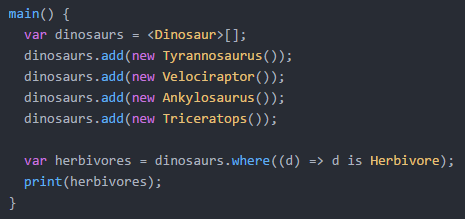 main() {
  var dinosaurs = <Dinosaur>[];
  dinosaurs.add(new Tyrannosaurus());
  dinosaurs.add(new Velociraptor());
  dinosaurs.add(new Ankylosaurus());
  dinosaurs.add(new Triceratops());

  var herbivores = dinosaurs.where((d) => d is Herbivore);
  print(herbivores);
}